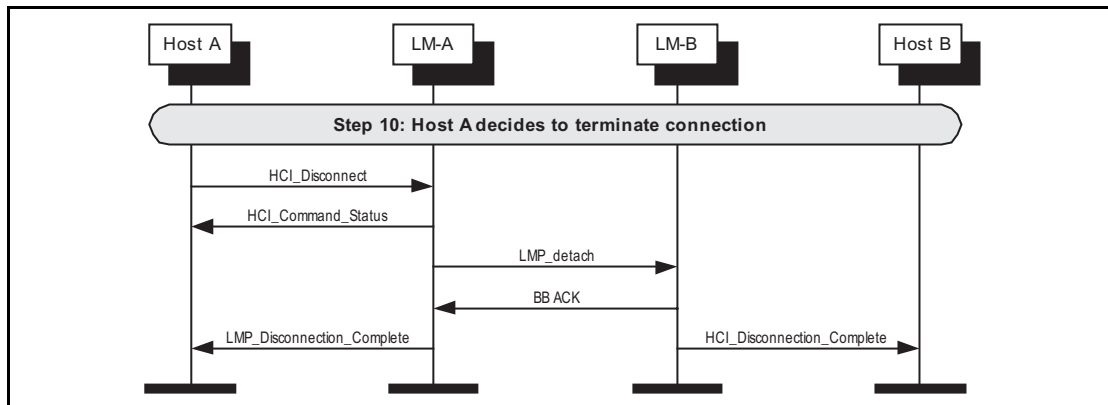 Host A
LM-A
LM-B
Host B
Step 10: Host A decides to terminate connection
HCI_Disconnect
HCI_Command_Status
LMP_detach
BB ACK
LMP_Disconnection_Complete
HCI_Disconnection_Complete